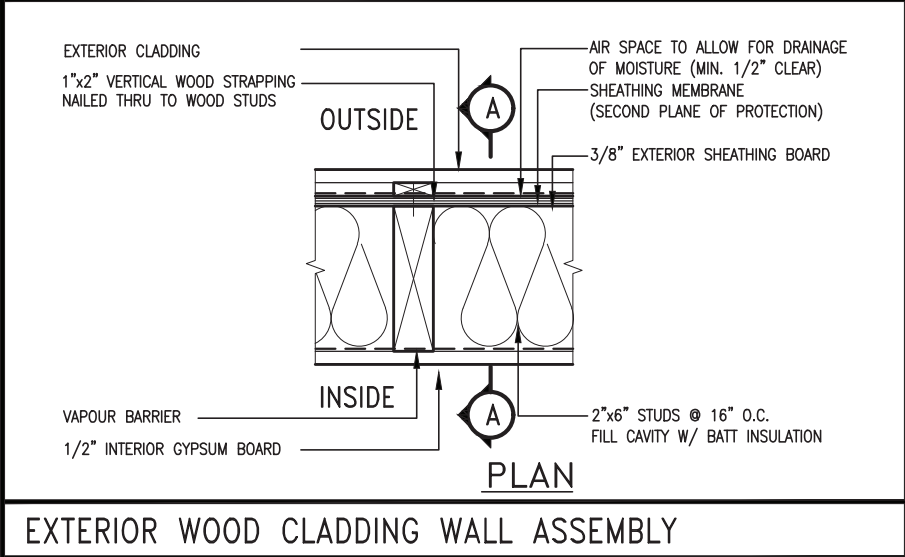 EXTERIOR CLADDING
1"x2" VERTICAL WOOD STRAPPING
NAILED THRU TO WOOD STUDS
OUTSIDE
A
AIR SPACE TO ALLOW FOR DRAINAGE
OF MOISTURE (MIN. 1/2" CLEAR)
SHEATHING MEMBRANE
(SECOND PLANE OF PROTECTION)
3/8" EXTERIOR SHEATHING BOARD
INSIDE
VAPOUR BARRIER
1/2" INTERIOR GYPSUM BOARD
A
2"x6" STUDS @ 16" O.C.
FILL CAVITY W/ BATT INSULATION
PLAN
EXTERIOR WOOD CLADDING WALL ASSEMBLY